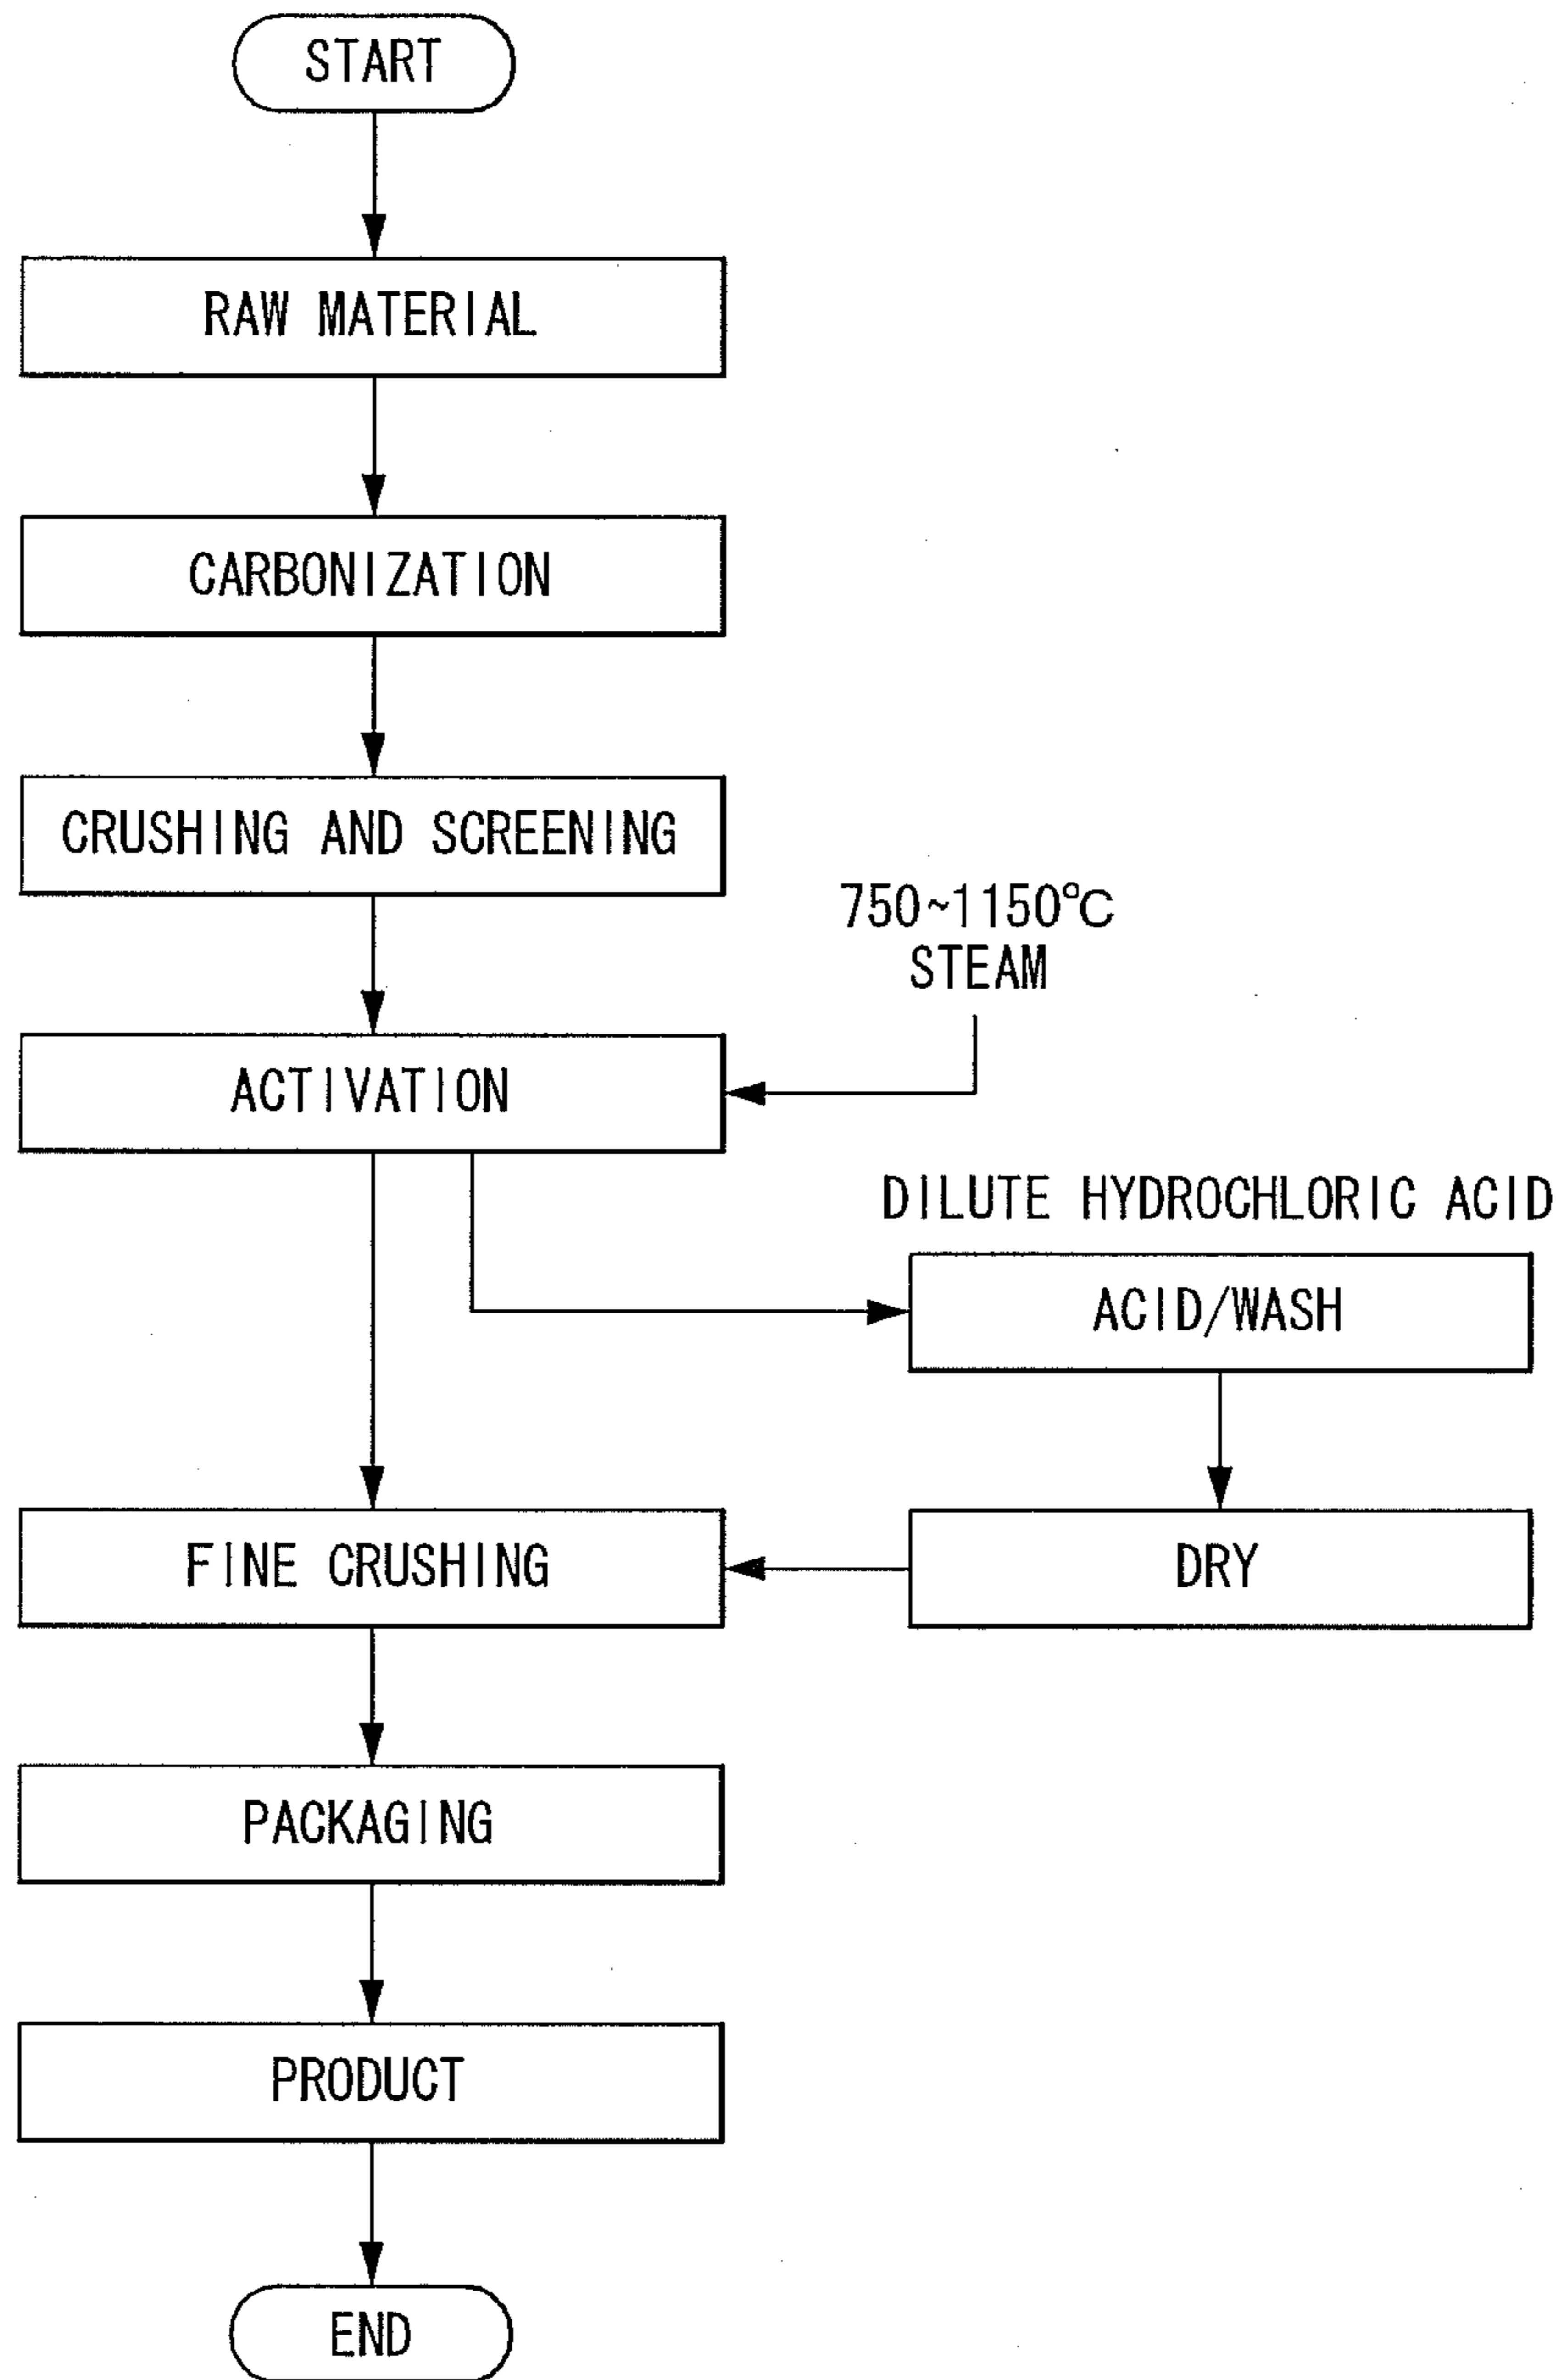 START
RAW MATERIAL
CARBONIZATION
CRUSHING AND SCREENING
750~1150℃
STEAM
ACTIVATION
DILUTE HYDROCHLORIC ACID
ACID/WASH
FINE CRUSHING
DRY
PACKAGING
PRODUCT
END